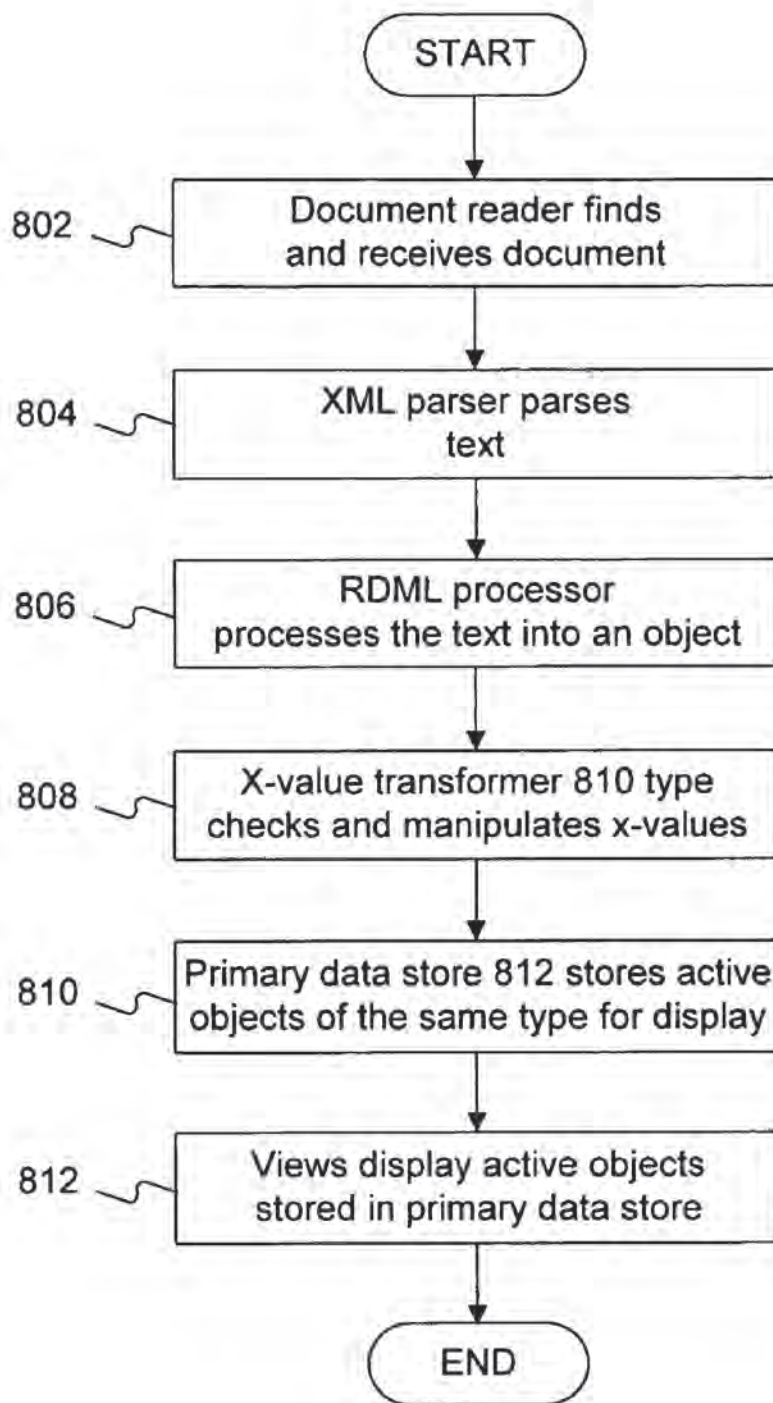 START
802
Document reader finds
and receives document
804
XML parser parses
text
806
RDML processor
processes the text into an object
808
X-value transformer 810 type
checks and manipulates x-values
810
Primary data store 812 stores active
objects of the same type for display
812
Views display active objects
stored in primary data store
END